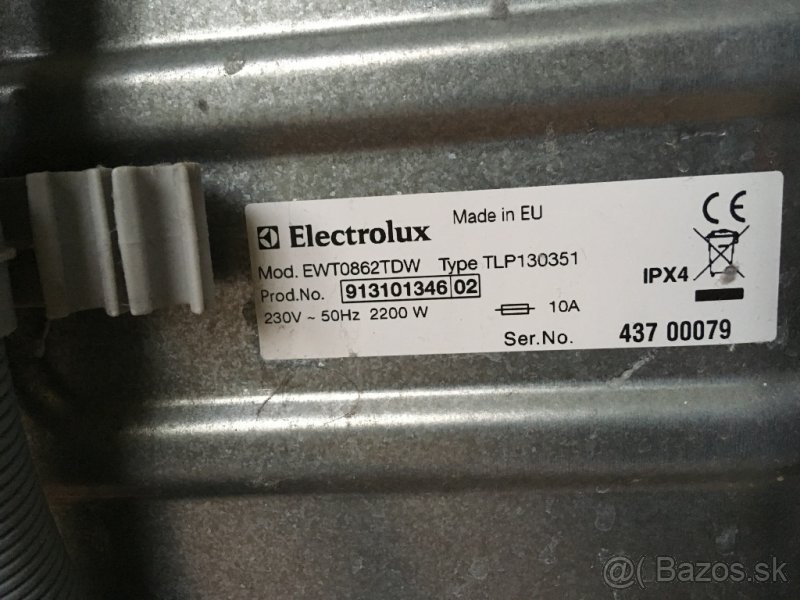 Electrolux Made in EU
Mod. EWT0862TDW Type TLP130351
Prod.No. 913101346 02
IPX4
230V ~ 50Hz 2200 W 10A
Ser.No. 437 00079
CE
@( Bazos.sk